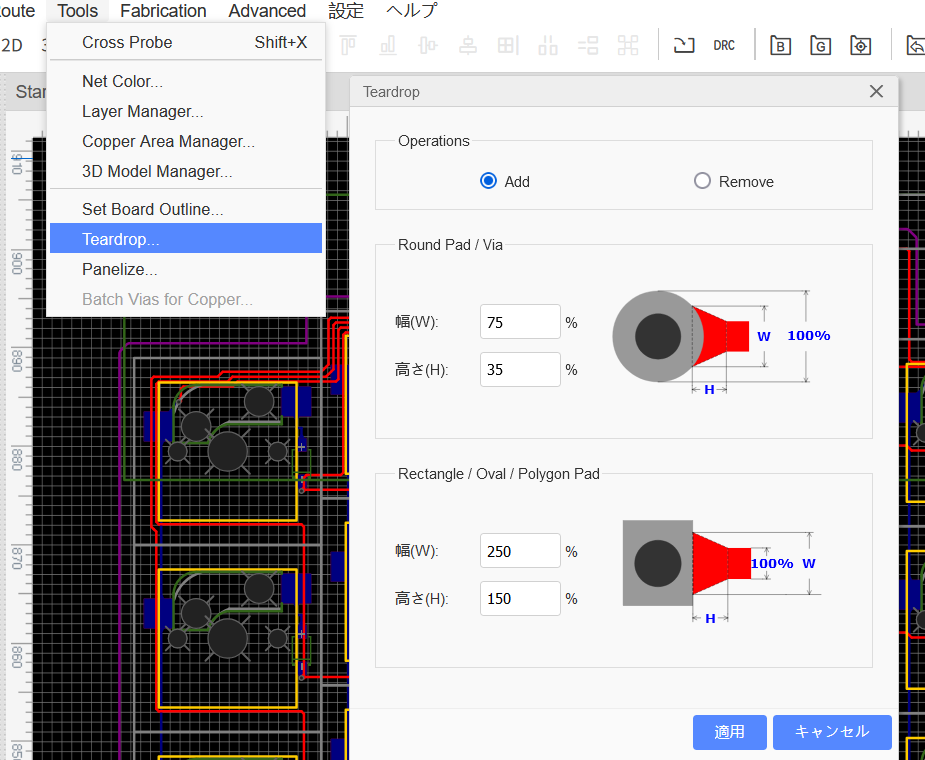 oute Tools Fabrication Advanced 設定 ヘルプ
2D 3
DRC
B G
Cross Probe Shift+X
Star
Net Color...
Layer Manager...
Copper Area Manager...
3D Model Manager...
Set Board Outline...
Teardrop...
Panelize...
Batch Vias for Copper...
910
900
890
880
870
860
850
Teardrop
Operations
Add Remove
Round Pad / Via
幅(W): 75 %
高さ(H): 35 %
W 100%
H
Rectangle / Oval / Polygon Pad
幅(W): 250 %
高さ(H): 150 %
100% W
H
適用 キャンセル